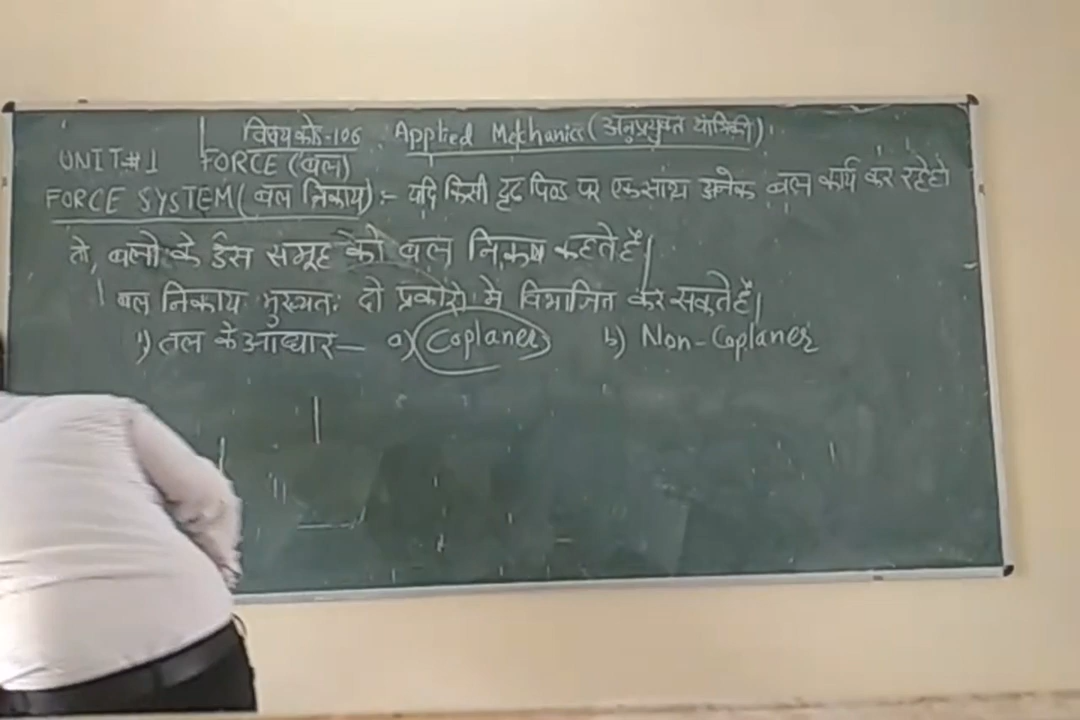 विषय कोड-106 Applied Mechanics (अनुप्रयुक्त यांत्रिकी)
UNIT#1 FORCE (बल)
FORCE SYSTEM (बल निकाय) :- यदि किसी दृढ़ पिण्ड पर एक साथ अनेक बल कार्य कर रहे हो
तो, बलो के इस समूह को बल निकाय कहते हैं|
बल निकाय मुख्यतः दो प्रकारो मे विभाजित कर सकते हैं|
1) तल के आधार — a) Coplaner b) Non-Coplaner